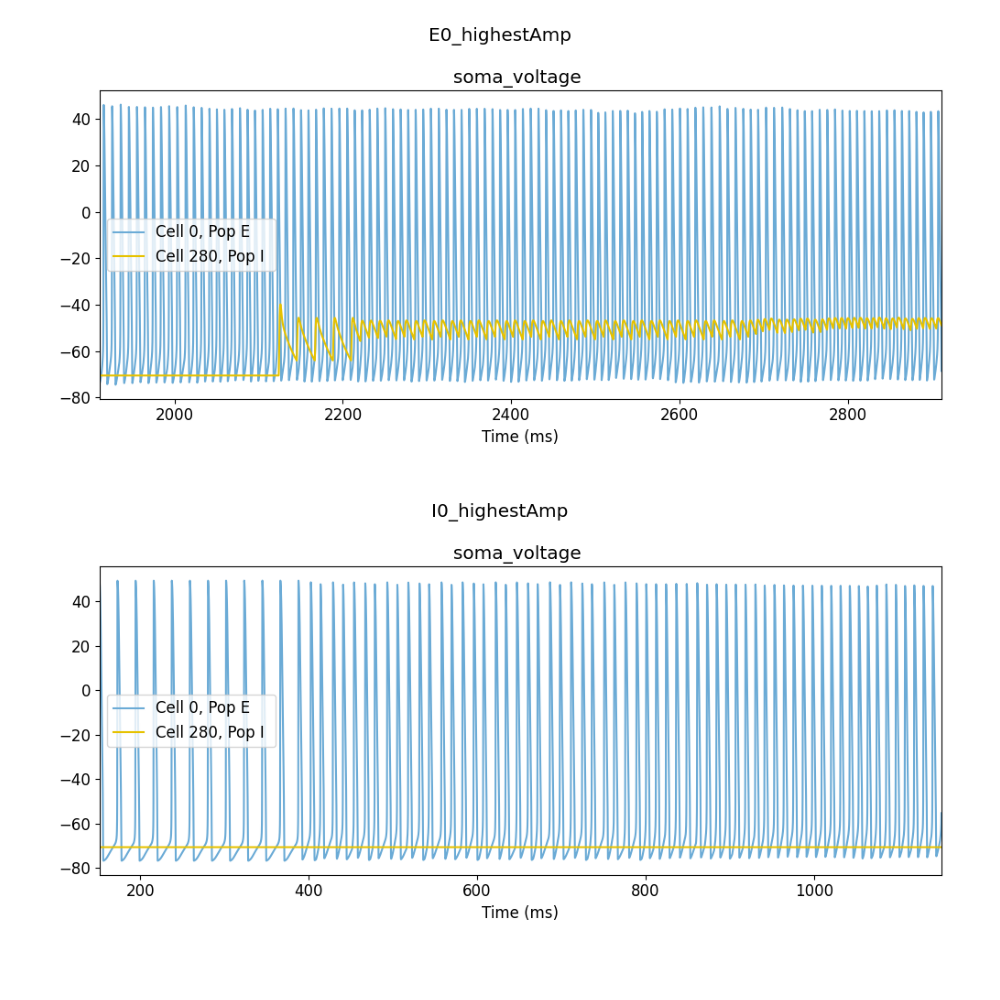 E0_highestAmp
soma_voltage
40
20
0
−20
−40
−60
−80
Cell 0, Pop E
Cell 280, Pop I
2000 2200 2400 2600 2800
Time (ms)
I0_highestAmp
soma_voltage
40
20
0
−20
−40
−60
−80
Cell 0, Pop E
Cell 280, Pop I
200 400 600 800 1000
Time (ms)